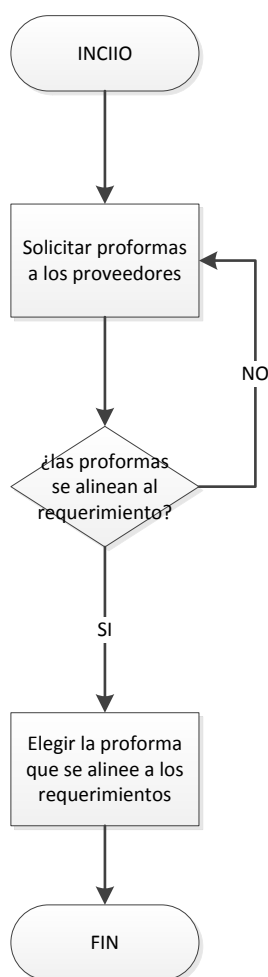 INCIIO
Solicitar proformas
a los proveedores
NO
¿las proformas
se alinean al
requerimiento?
SI
Elegir la proforma
que se alinee a los
requerimientos
FIN